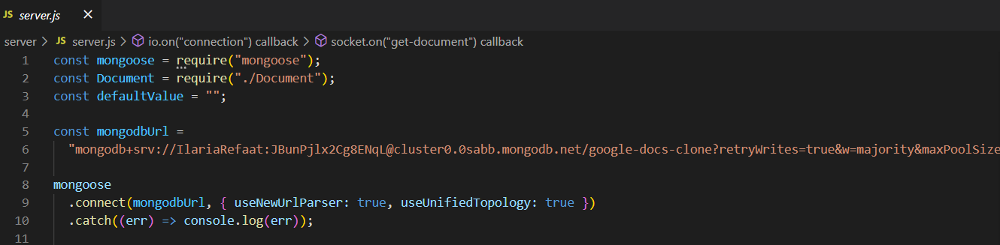 JS server.js ×
server > JS server.js > io.on("connection") callback > socket.on("get-document") callback
1 const mongoose = require("mongoose");
2 const Document = require("./Document");
3 const defaultValue = "";
4
5 const mongodbUrl =
6 "mongodb+srv://IlariaRefaat:JBunPjlx2Cg8ENqL@cluster0.0sabb.mongodb.net/google-docs-clone?retryWrites=true&w=majority&maxPoolSize
7
8 mongoose
9 .connect(mongodbUrl, { useNewUrlParser: true, useUnifiedTopology: true })
10 .catch((err) => console.log(err));
11